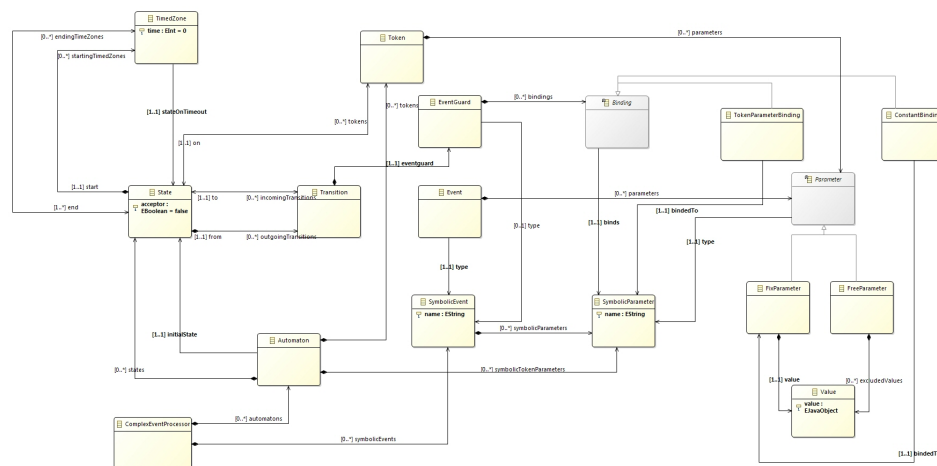 TimedZone
time : EInt = 0
[0..*] endingTimeZones
[0..*] startingTimedZones
Token
[0..*] parameters
[1..1] stateOnTimeout
[0..*] tokens
[0..*] tokens
EventGuard
[0..*] bindings
Binding
TokenParameterBinding
ConstantBindin
[1..1] on
[1..1] eventguard
[1..1] start
State
acceptor :
EBoolean = false
[1..1] to
[0..*] incomingTransitions
Transition
Event
[0..*] parameters
Parameter
[1..*] end
[1..1] from
[0..*] outgoingTransitions
[0..1] type
[1..1] binds
[1..1] bindedTo
[1..1] type
[1..1] type
SymbolicEvent
name : EString
[0..*] symbolicParameters
SymbolicParameter
name : EString
FixParameter
FreeParameter
[1..1] initialState
Automaton
[0..*] states
[0..*] symbolicTokenParameters
[1..1] value
[0..*] excludedValues
Value
value :
EJavaObject
ComplexEventProcessor
[0..*] automatons
[0..*] symbolicEvents
[1..1] bindedT